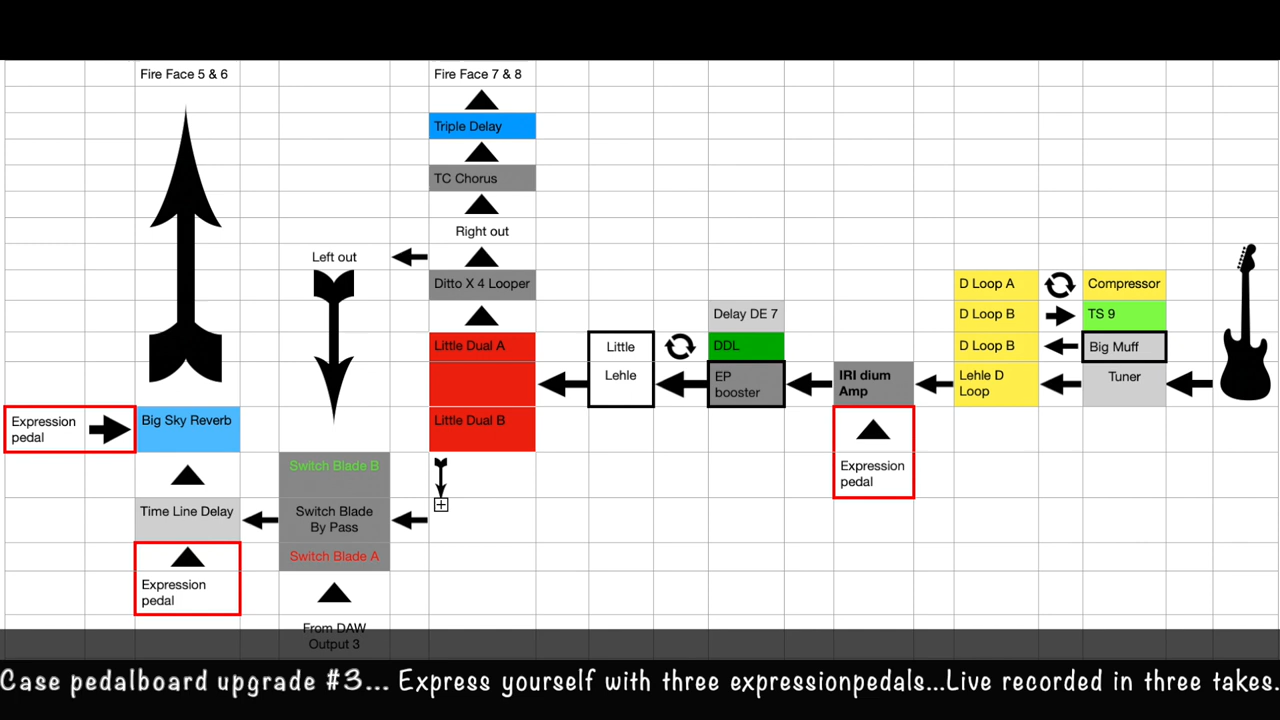 Fire Face 5 & 6
Fire Face 7 & 8
Triple Delay
TC Chorus
Right out
Left out
Ditto X 4 Looper
D Loop A
Compressor
Delay DE 7
D Loop B
TS 9
Little Dual A
Little
DDL
D Loop B
Big Muff
Lehle
EP
booster
IRI dium
Amp
Lehle D
Loop
Tuner
Expression
pedal
Big Sky Reverb
Little Dual B
Switch Blade B
Expression
pedal
Time Line Delay
Switch Blade
By Pass
Switch Blade A
Expression
pedal
From DAW
Output 3
Case pedalboard upgrade #3... Express yourself with three expressionpedals...Live recorded in three takes.